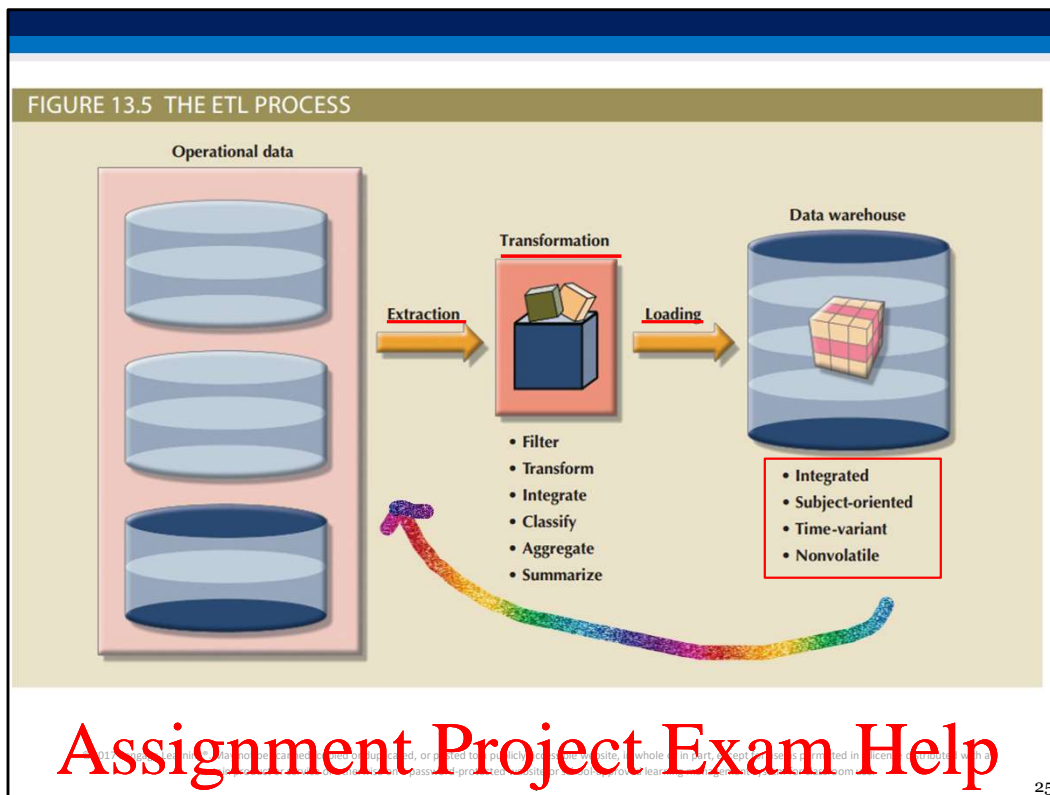 FIGURE 13.5 THE ETL PROCESS
Operational data
Extraction
Transformation
• Filter
• Transform
• Integrate
• Classify
• Aggregate
• Summarize
Loading
Data warehouse
• Integrated
• Subject-oriented
• Time-variant
• Nonvolatile
Assignment Project Exam Help
25